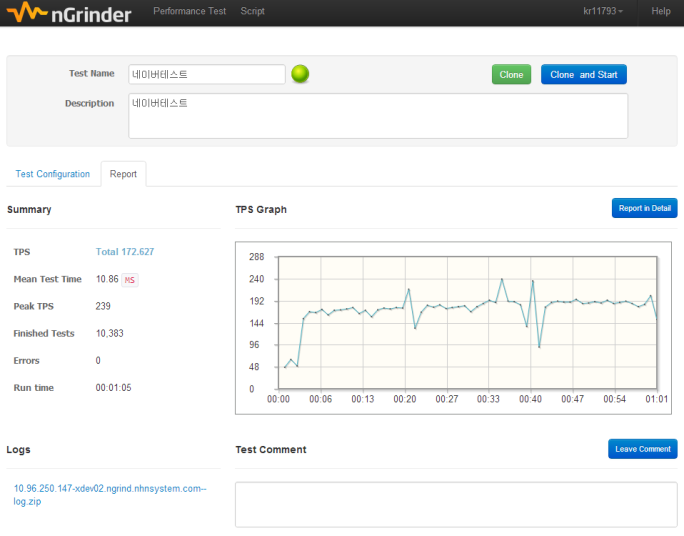 nGrinder Performance Test Script kr11793 Help
Test Name 네이버테스트 Clone Clone and Start
Description 네이버테스트
Test Configuration Report
Summary
TPS Total 172.627
Mean Test Time 10.86 MS
Peak TPS 239
Finished Tests 10,383
Errors 0
Run time 00:01:05
TPS Graph Report in Detail
288
240
192
144
96
48
0
00:00 00:06 00:13 00:20 00:27 00:33 00:40 00:47 00:54 01:01
Logs
10.96.250.147-xdev02.ngrind.nhnsystem.com--
log.zip
Test Comment Leave Comment